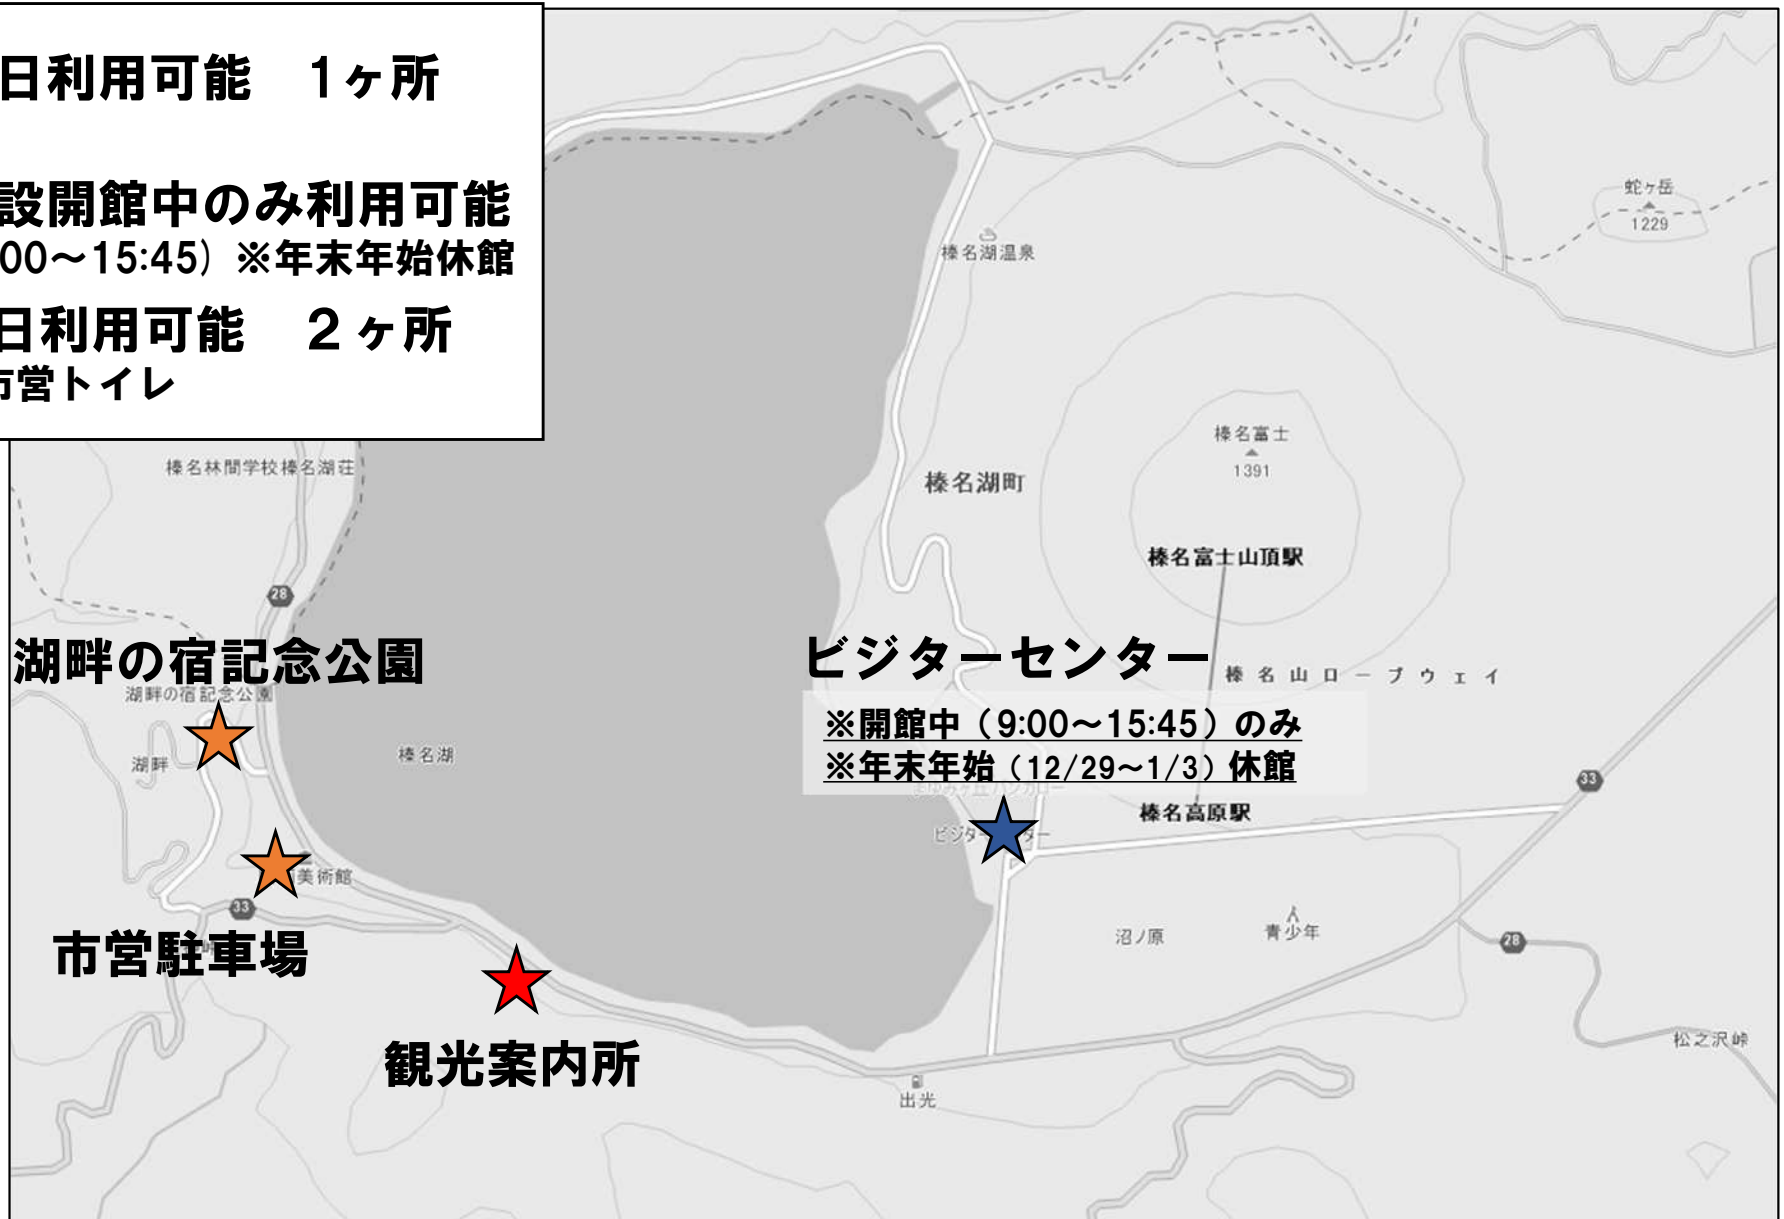 日利用可能　1ヶ所
設開館中のみ利用可能
00～15:45）※年末年始休館
日利用可能　２ヶ所
市営トイレ
蛇ヶ岳
1229
榛名湖温泉
榛名富士
1391
榛名林間学校榛名湖荘
榛名湖町
榛名富士山頂駅
28
湖畔の宿記念公園
ビジターセンター
榛名山ロープウェイ
湖畔の宿記念公園
※開館中（9:00～15:45）のみ
※年末年始（12/29～1/3）休館
榛名湖
湖畔
33
榛名高原駅
美術館
33
市営駐車場
沼ノ原
青少年
28
観光案内所
松之沢峠
出光